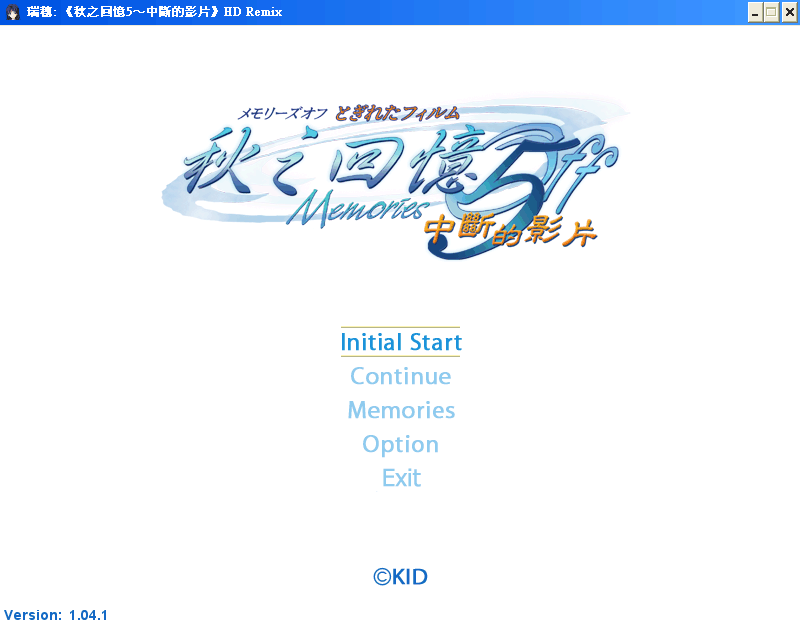 瑞穗: 《秋之回憶5～中斷的影片》HD Remix
メモリーズオフ とぎれたフィルム
秋之回憶 5
Memories Off
中斷的影片
Initial Start
Continue
Memories
Option
Exit
©KID
Version: 1.04.1